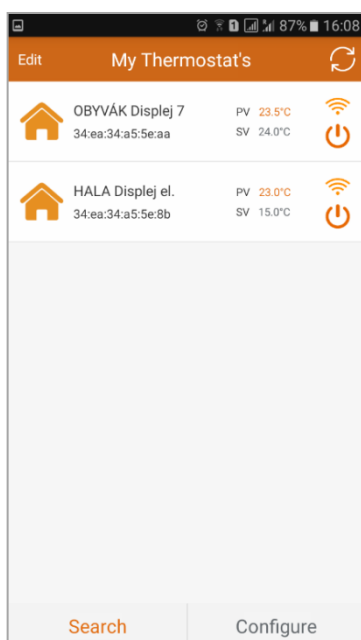 87% 16:08
Edit My Thermostat's
OBYVÁK Displej 7 PV 23.5°C
34:ea:34:a5:5e:aa SV 24.0°C
HALA Displej el. PV 23.0°C
34:ea:34:a5:5e:8b SV 15.0°C
Search Configure